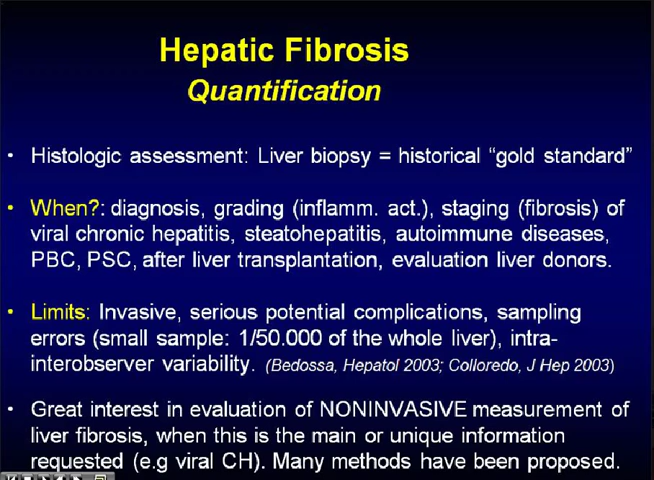 Hepatic Fibrosis
Quantification
• Histologic assessment: Liver biopsy = historical “gold standard”
• When?: diagnosis, grading (inflamm. act.), staging (fibrosis) of
viral chronic hepatitis, steatohepatitis, autoimmune diseases,
PBC, PSC, after liver transplantation, evaluation liver donors.
• Limits: Invasive, serious potential complications, sampling
errors (small sample: 1/50.000 of the whole liver), intra-
interobserver variability. (Bedossa, Hepatol 2003; Colloredo, J Hep 2003)
• Great interest in evaluation of NONINVASIVE measurement of
liver fibrosis, when this is the main or unique information
requested (e.g viral CH). Many methods have been proposed.